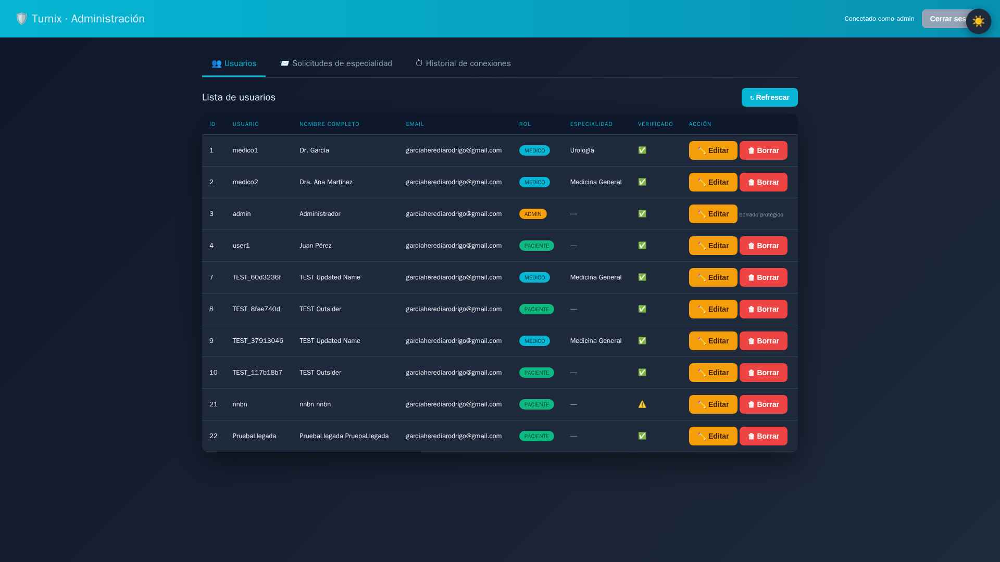 Turnix · Administración
Conectado como admin
Cerrar ses
Usuarios
Solicitudes de especialidad
Historial de conexiones
Lista de usuarios
↻ Refrescar
ID USUARIO NOMBRE COMPLETO EMAIL ROL ESPECIALIDAD VERIFICADO ACCIÓN
1 medico1 Dr. García garciaherediarodrigo@gmail.com MEDICO Urología ✅ Editar Borrar
2 medico2 Dra. Ana Martínez garciaherediarodrigo@gmail.com MEDICO Medicina General ✅ Editar Borrar
3 admin Administrador garciaherediarodrigo@gmail.com ADMIN — ✅ Editar borrado protegido
4 user1 Juan Pérez garciaherediarodrigo@gmail.com PACIENTE — ✅ Editar Borrar
7 TEST_60d3236f TEST Updated Name garciaherediarodrigo@gmail.com MEDICO Medicina General ✅ Editar Borrar
8 TEST_8fae740d TEST Outsider garciaherediarodrigo@gmail.com PACIENTE — ✅ Editar Borrar
9 TEST_37913046 TEST Updated Name garciaherediarodrigo@gmail.com MEDICO Medicina General ✅ Editar Borrar
10 TEST_117b18b7 TEST Outsider garciaherediarodrigo@gmail.com PACIENTE — ✅ Editar Borrar
21 nnbn nnbn nnbn garciaherediarodrigo@gmail.com PACIENTE — ⚠️ Editar Borrar
22 PruebaLlegada PruebaLlegada PruebaLlegada garciaherediarodrigo@gmail.com PACIENTE — ✅ Editar Borrar